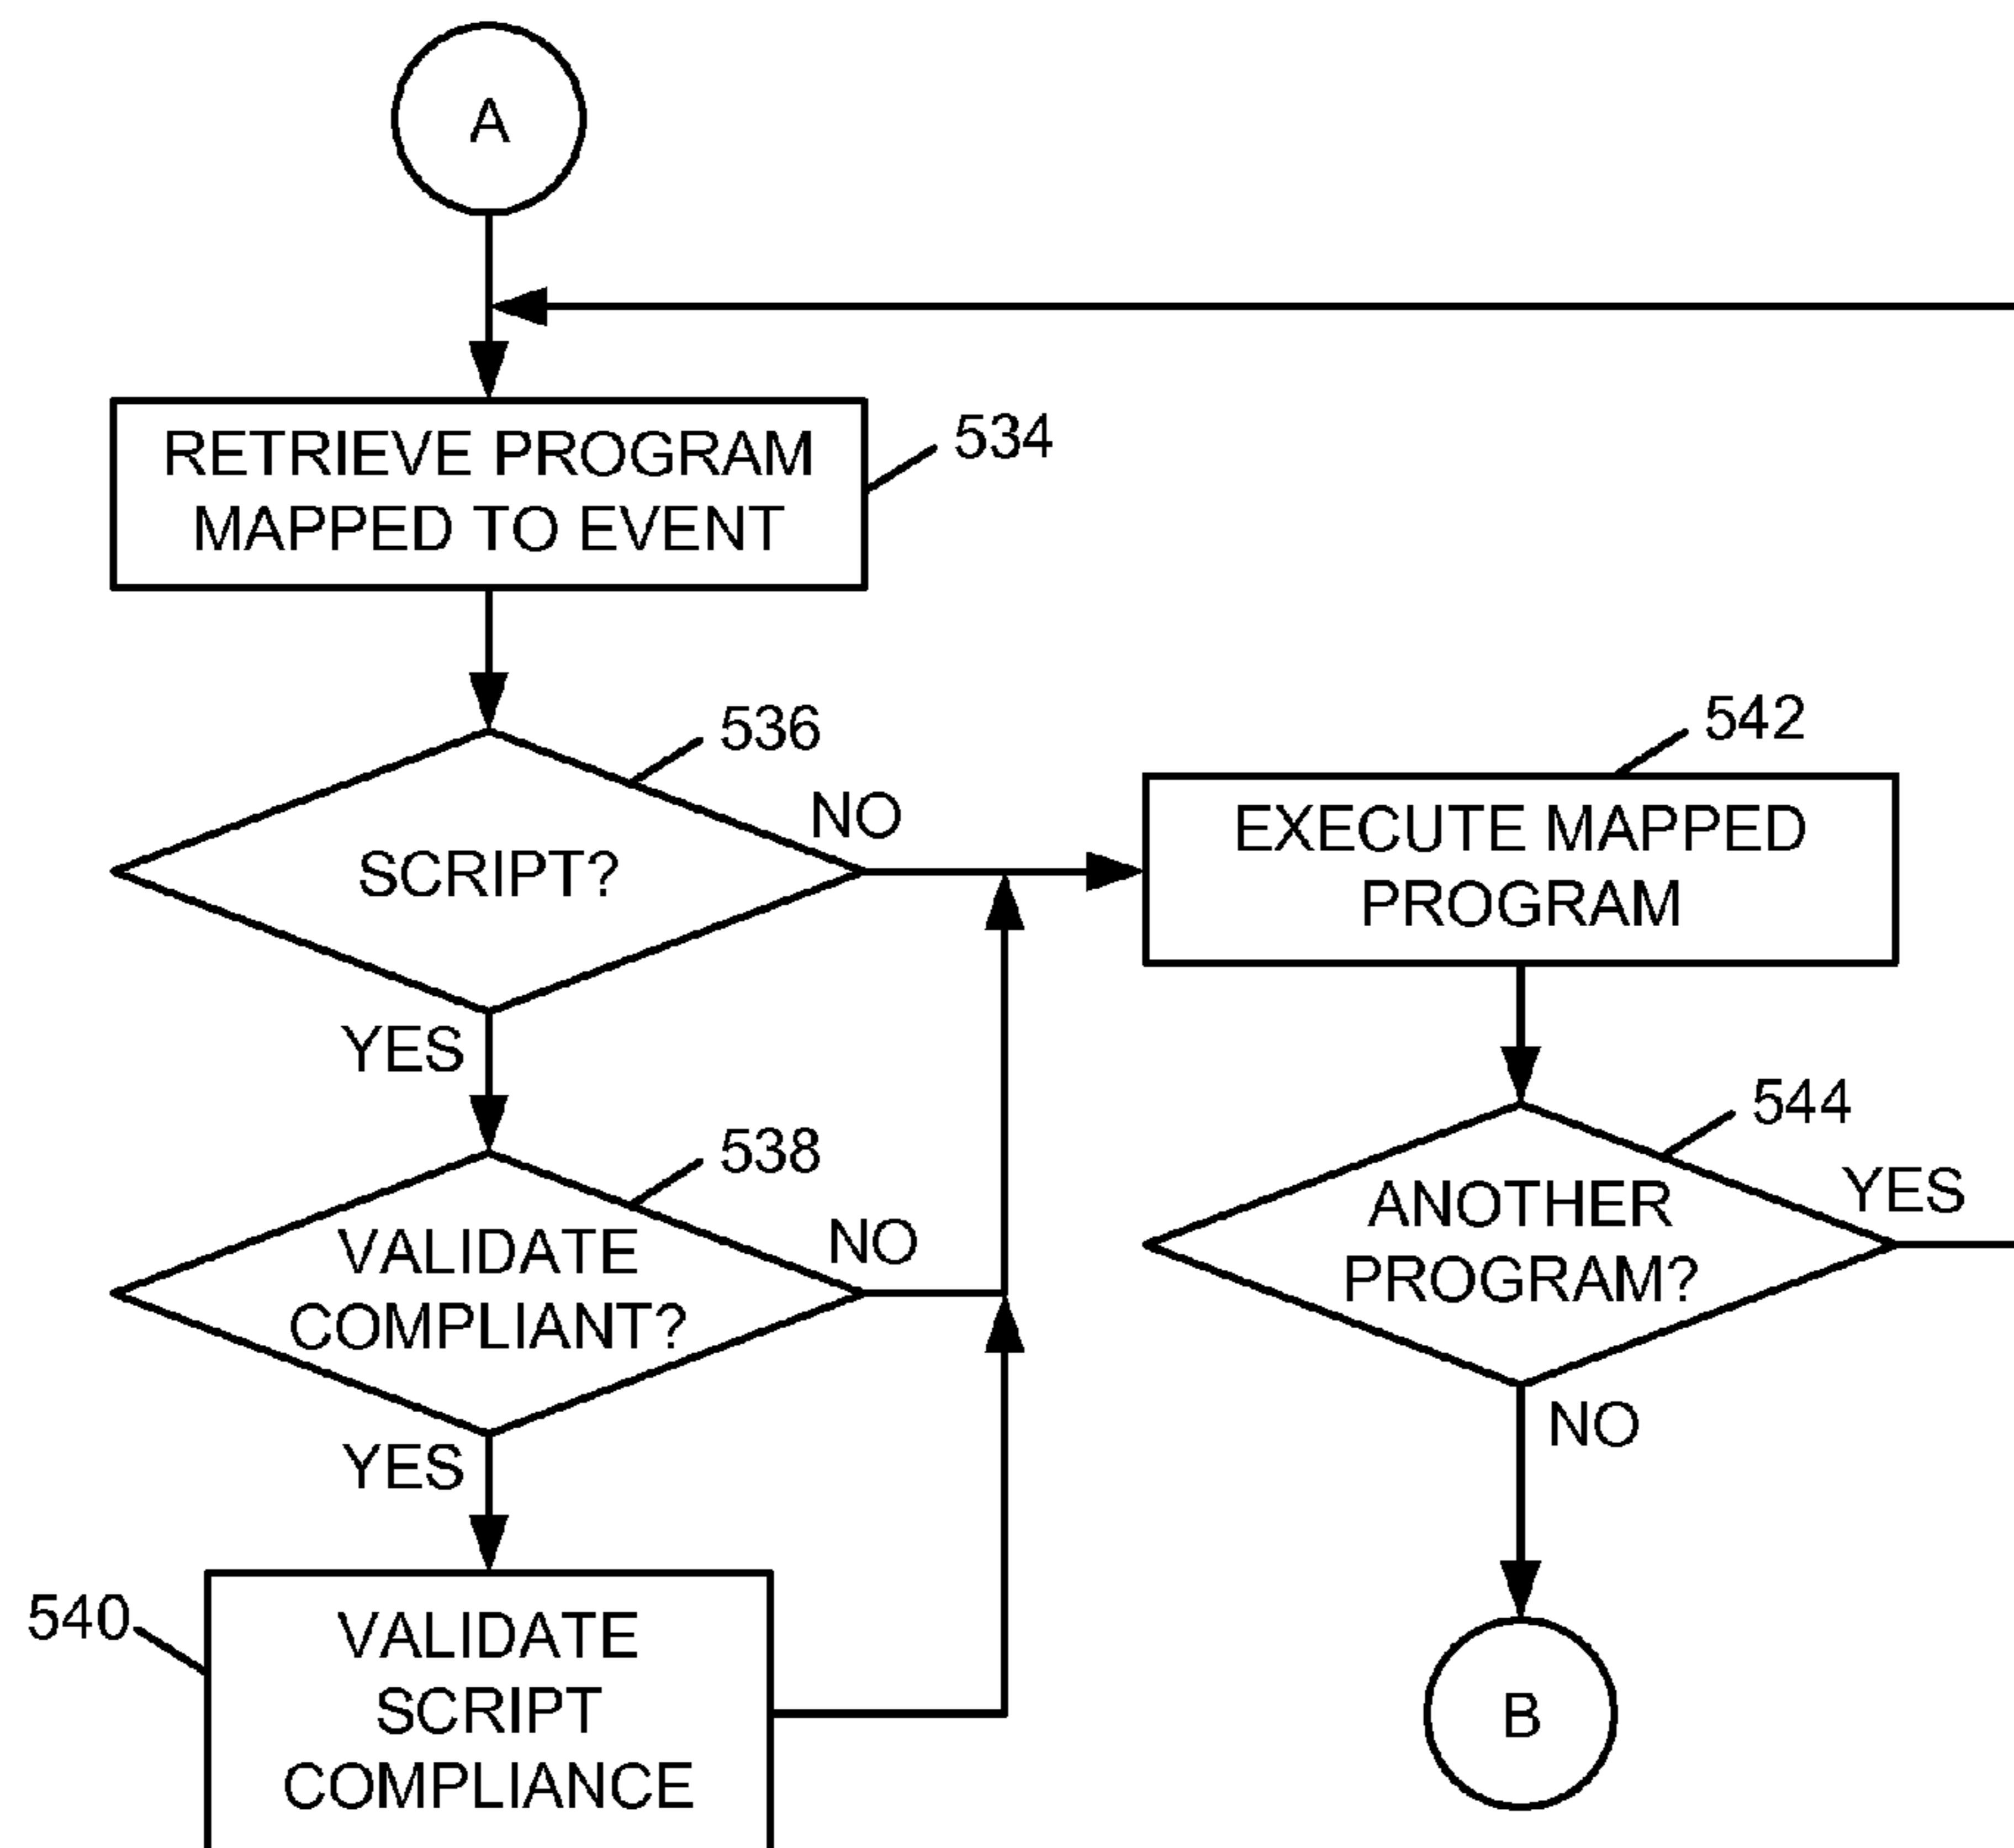 A
RETRIEVE PROGRAM
MAPPED TO EVENT
534
SCRIPT?
536
NO
YES
VALIDATE
COMPLIANT?
538
NO
YES
540
VALIDATE
SCRIPT
COMPLIANCE
542
EXECUTE MAPPED
PROGRAM
544
ANOTHER
PROGRAM?
YES
NO
B